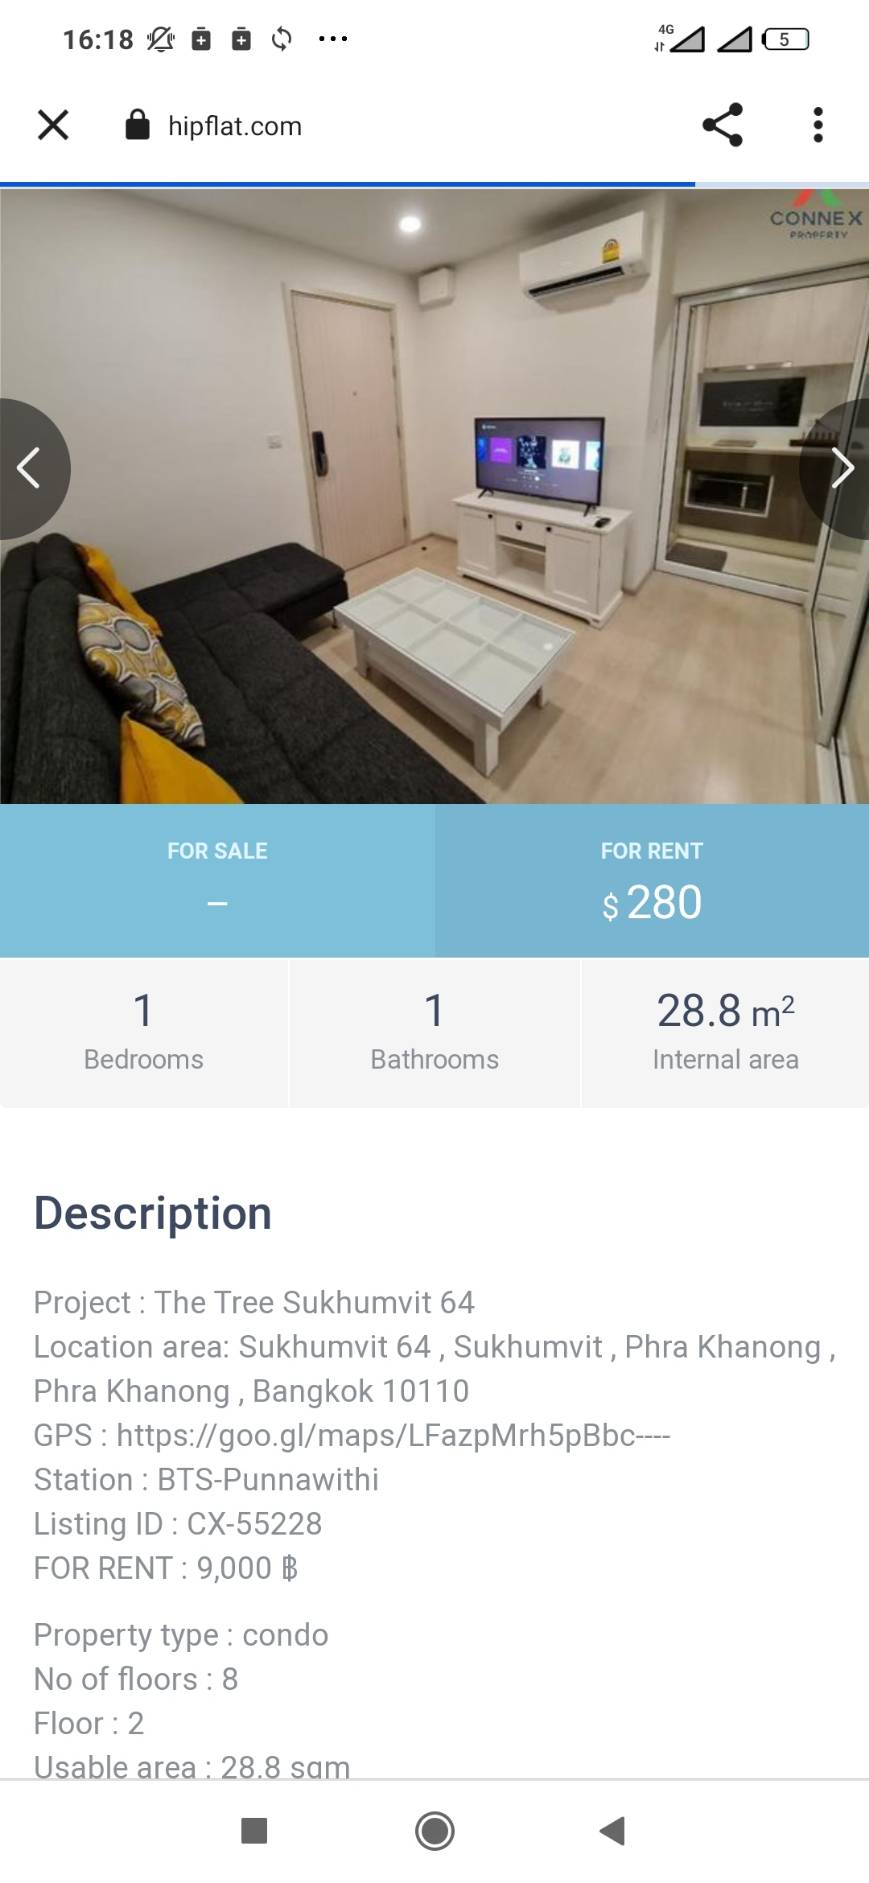 16:18
4G
5
hipflat.com
CONNEX
PROPERTY
FOR SALE
–
FOR RENT
$ 280
1
Bedrooms
1
Bathrooms
28.8 m²
Internal area
Description
Project : The Tree Sukhumvit 64
Location area: Sukhumvit 64 , Sukhumvit , Phra Khanong ,
Phra Khanong , Bangkok 10110
GPS : https://goo.gl/maps/LFazpMrh5pBbc----
Station : BTS-Punnawithi
Listing ID : CX-55228
FOR RENT : 9,000 ฿
Property type : condo
No of floors : 8
Floor : 2
Usable area : 28.8 sqm